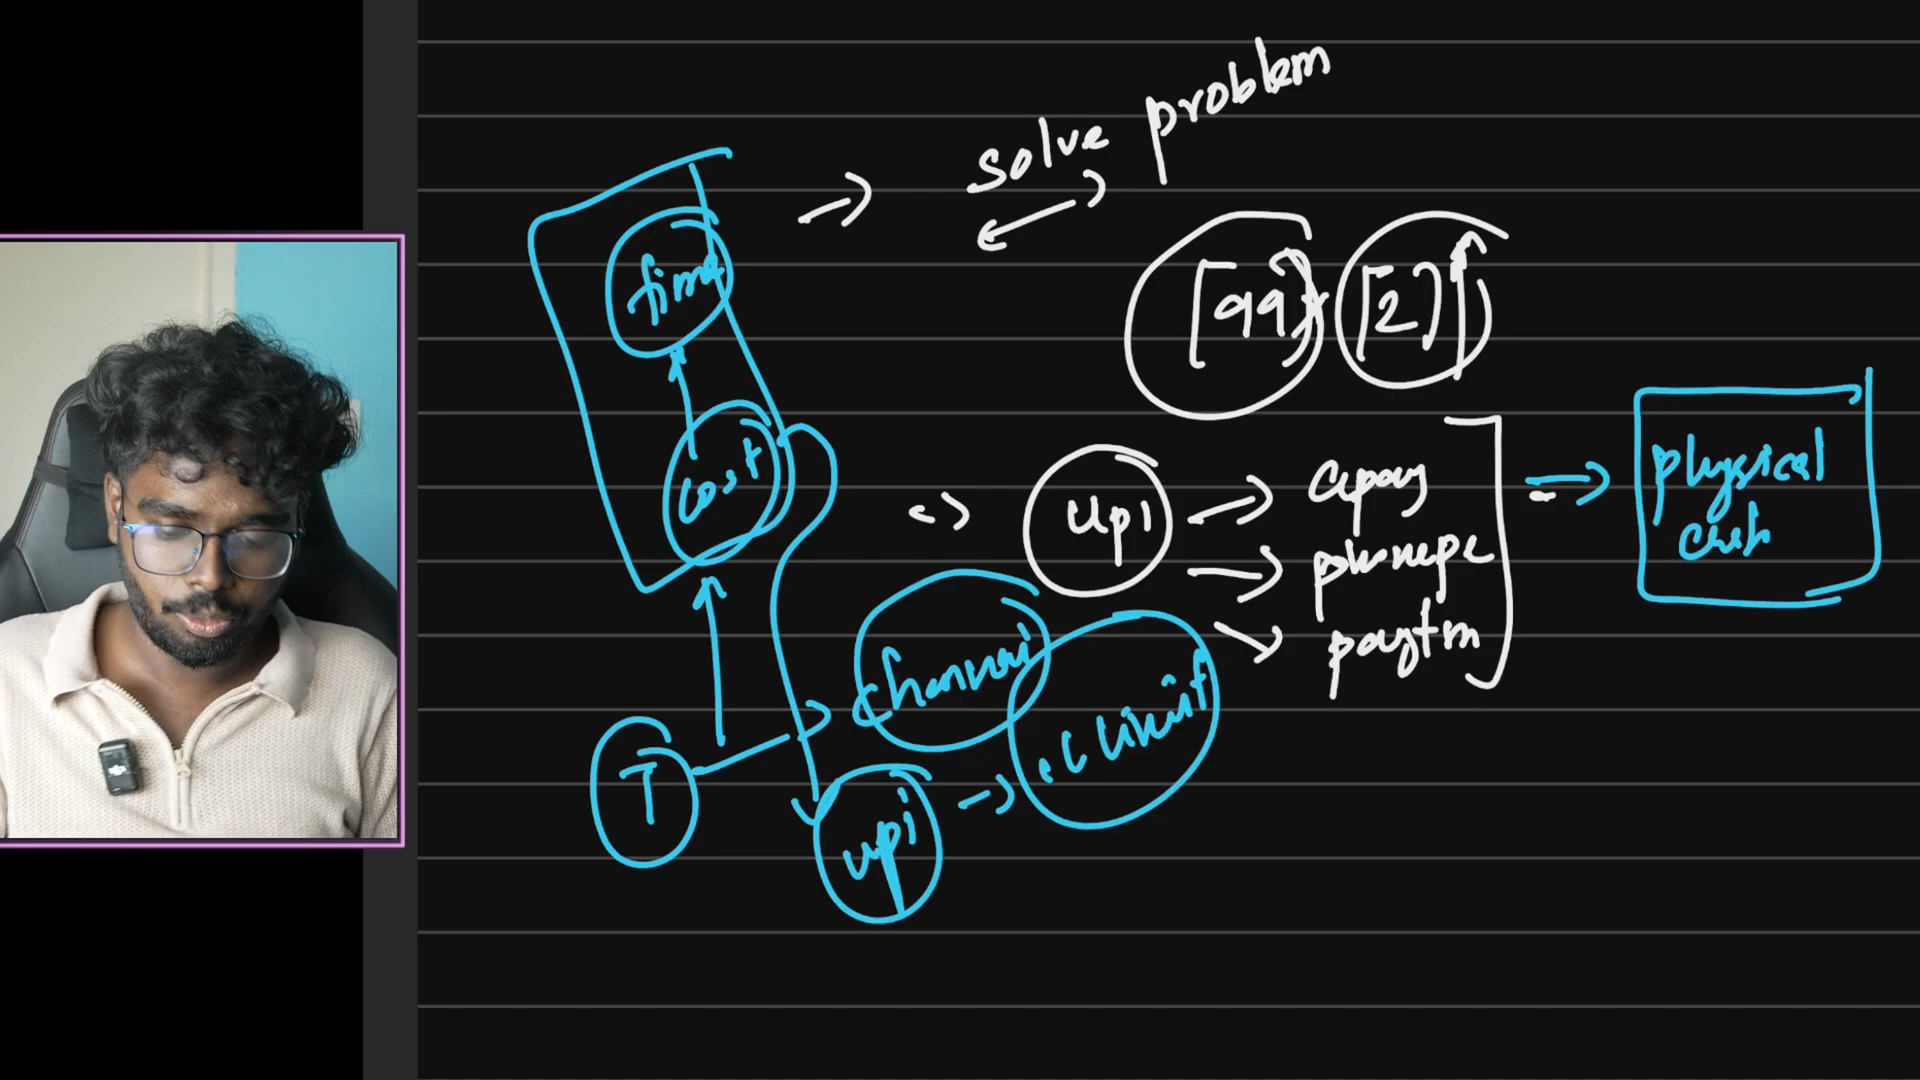 solve problem
time
[99] [2]
cost
upi
Gpay
phonepe
paytm
physical
cash
chennai
T
upi